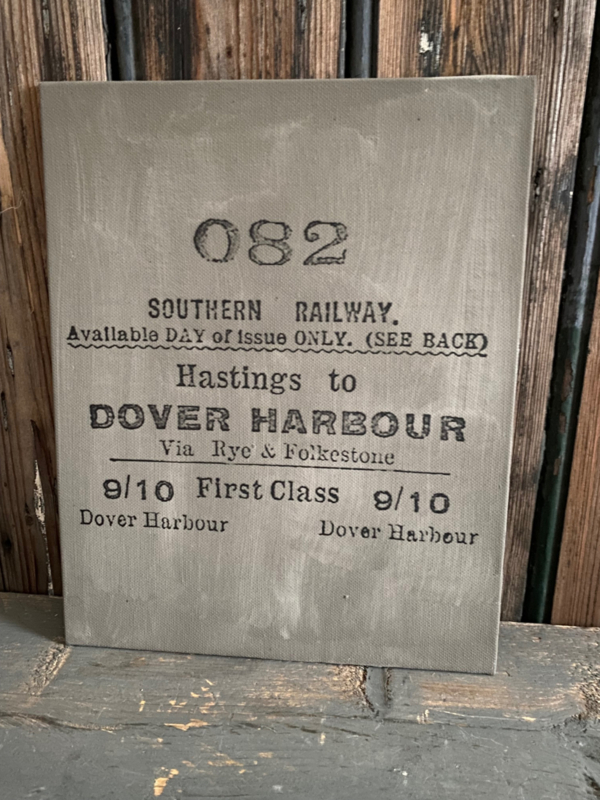 082
SOUTHERN RAILWAY.
Available DAY of issue ONLY. (SEE BACK)
Hastings to
DOVER HARBOUR
Via Rye & Folkestone
9/10 First Class 9/10
Dover Harbour Dover Harbour